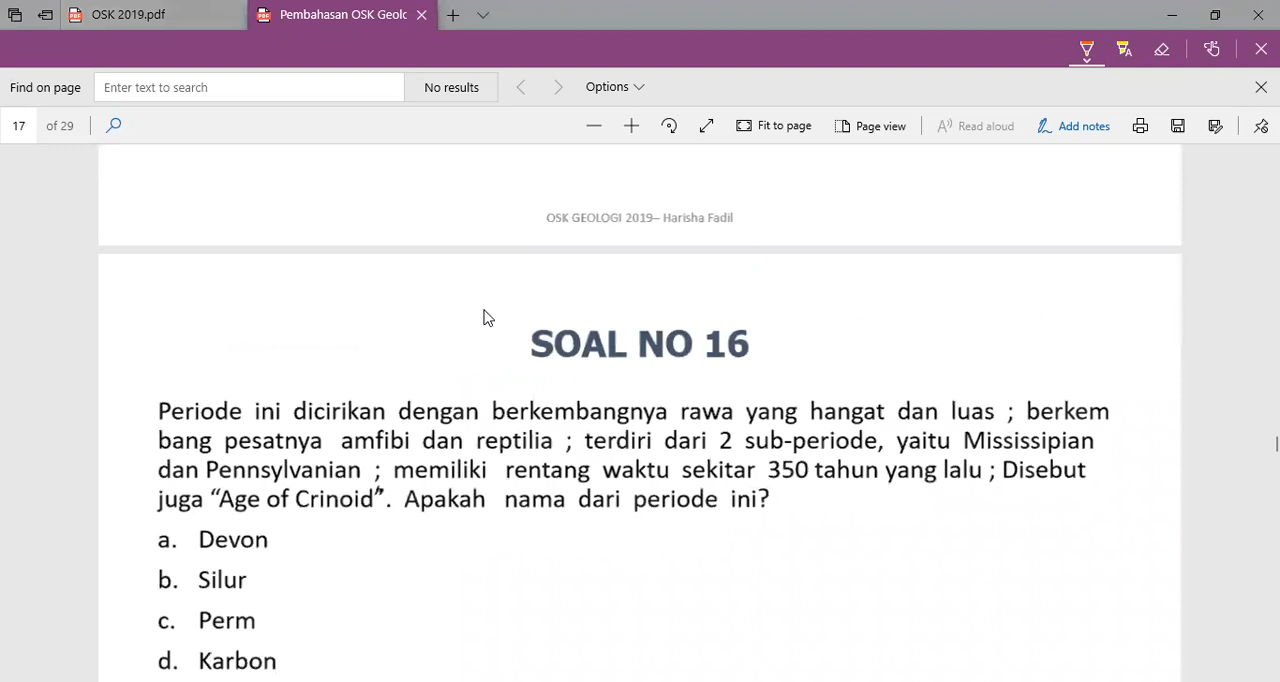 OSK 2019.pdf
Pembahasan OSK Geolo
Find on page
Enter text to search
No results
Options
17
of 29
Fit to page
Page view
Read aloud
Add notes
OSK GEOLOGI 2019– Harisha Fadil
SOAL NO 16
Periode ini dicirikan dengan berkembangnya rawa yang hangat dan luas ; berkem
bang pesatnya amfibi dan reptilia ; terdiri dari 2 sub-periode, yaitu Mississipian
dan Pennsylvanian ; memiliki rentang waktu sekitar 350 tahun yang lalu ; Disebut
juga “Age of Crinoid”. Apakah nama dari periode ini?
a. Devon
b. Silur
c. Perm
d. Karbon